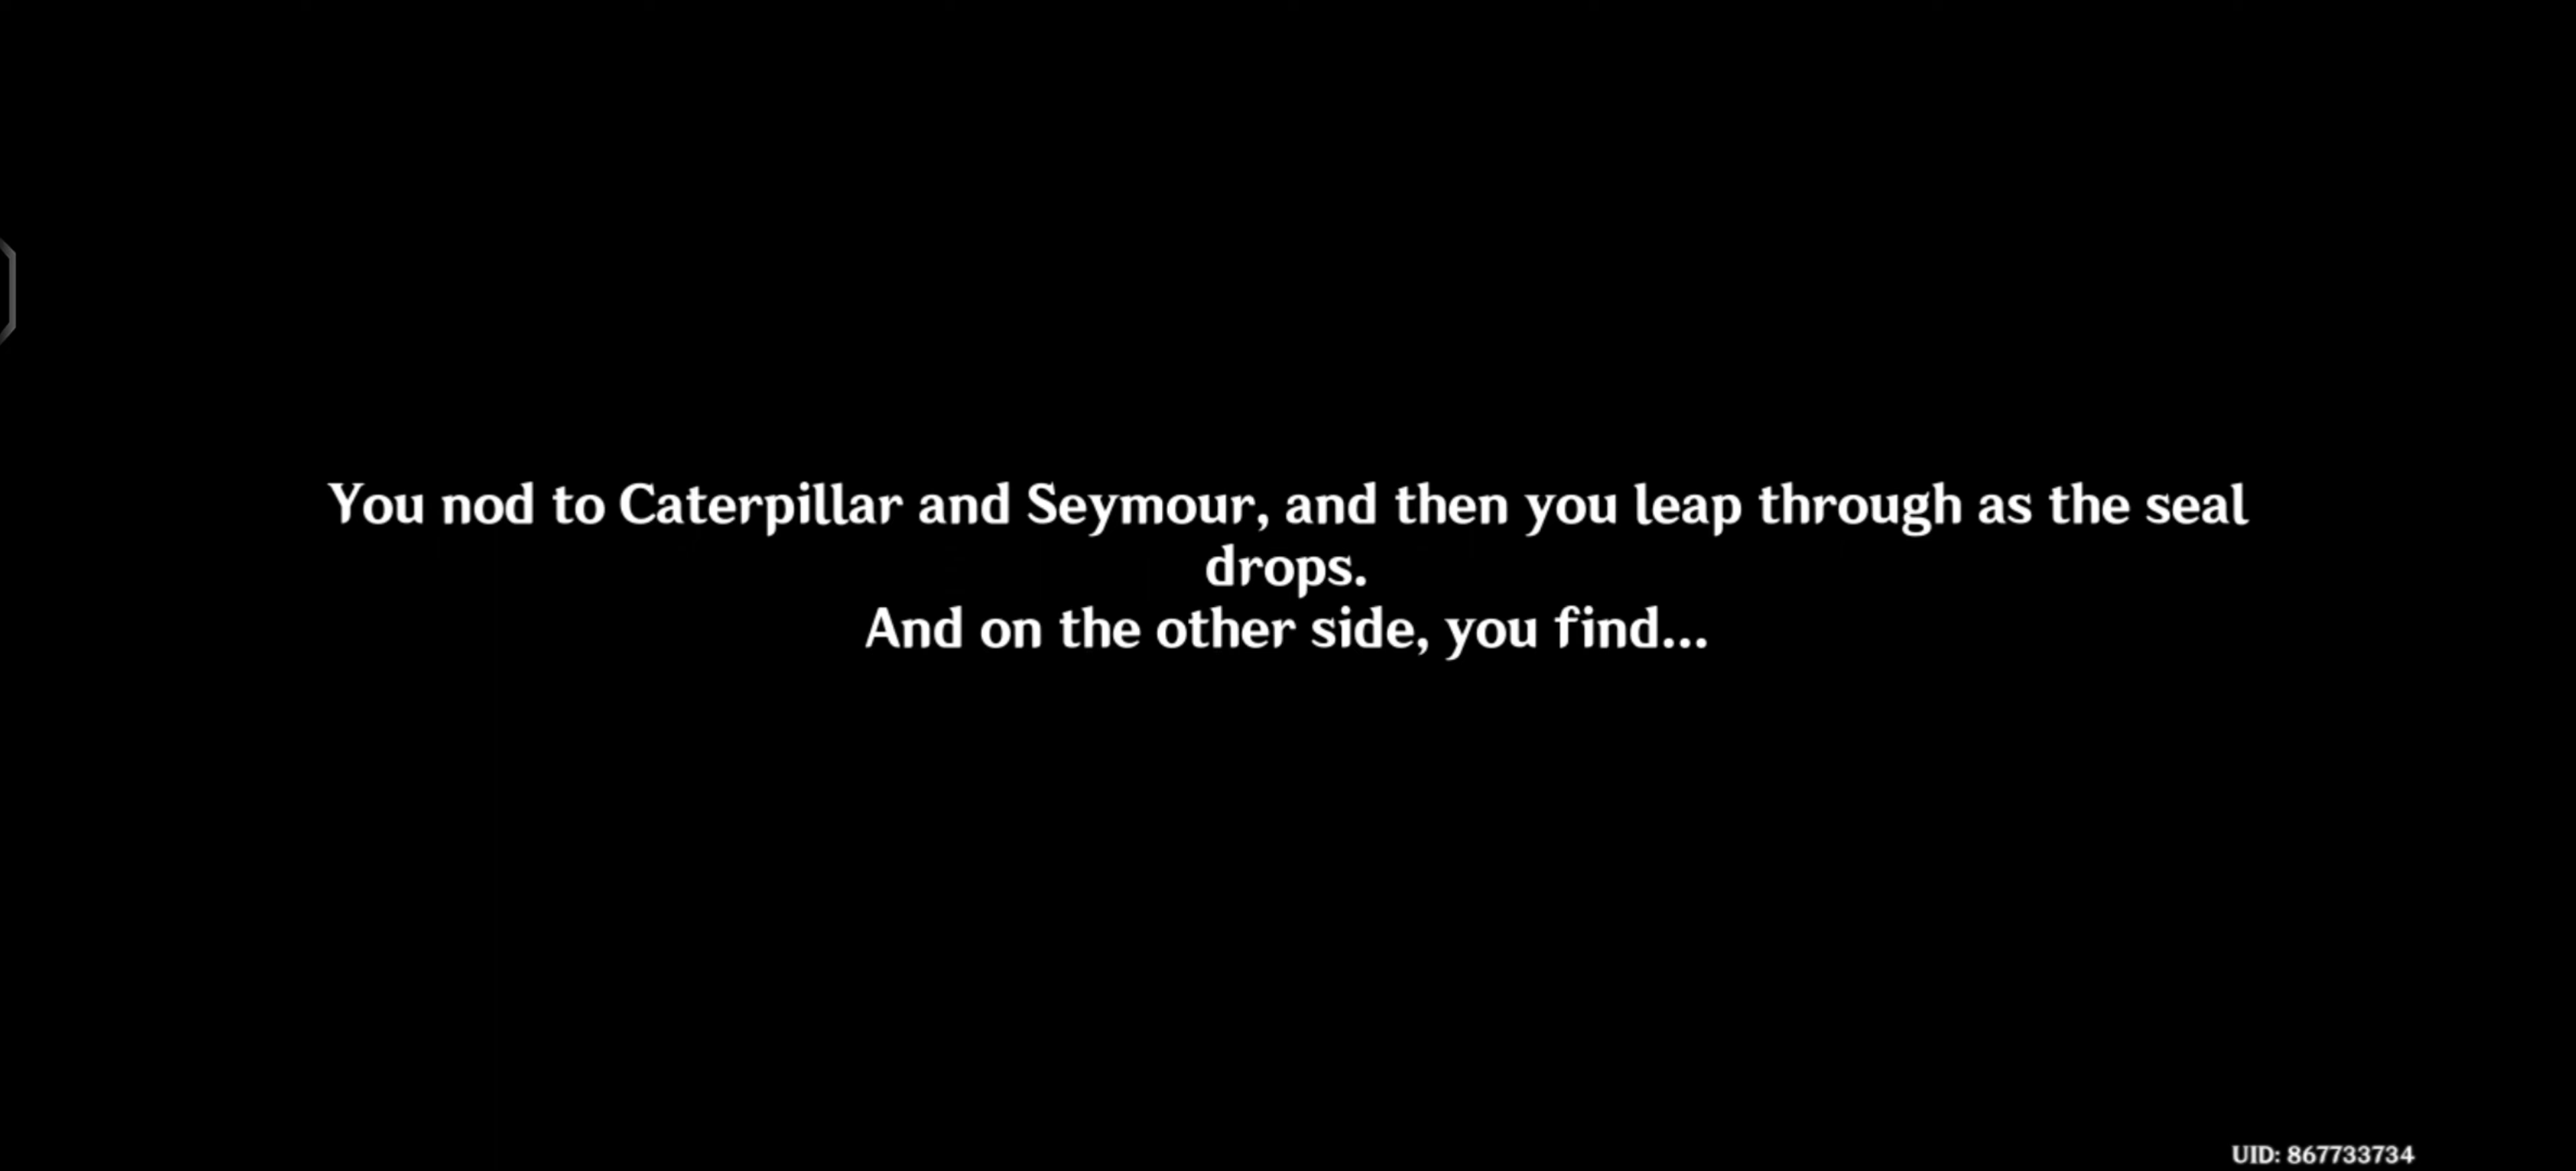 You nod to Caterpillar and Seymour, and then you leap through as the seal
drops.
And on the other side, you find...
UID: 867733734